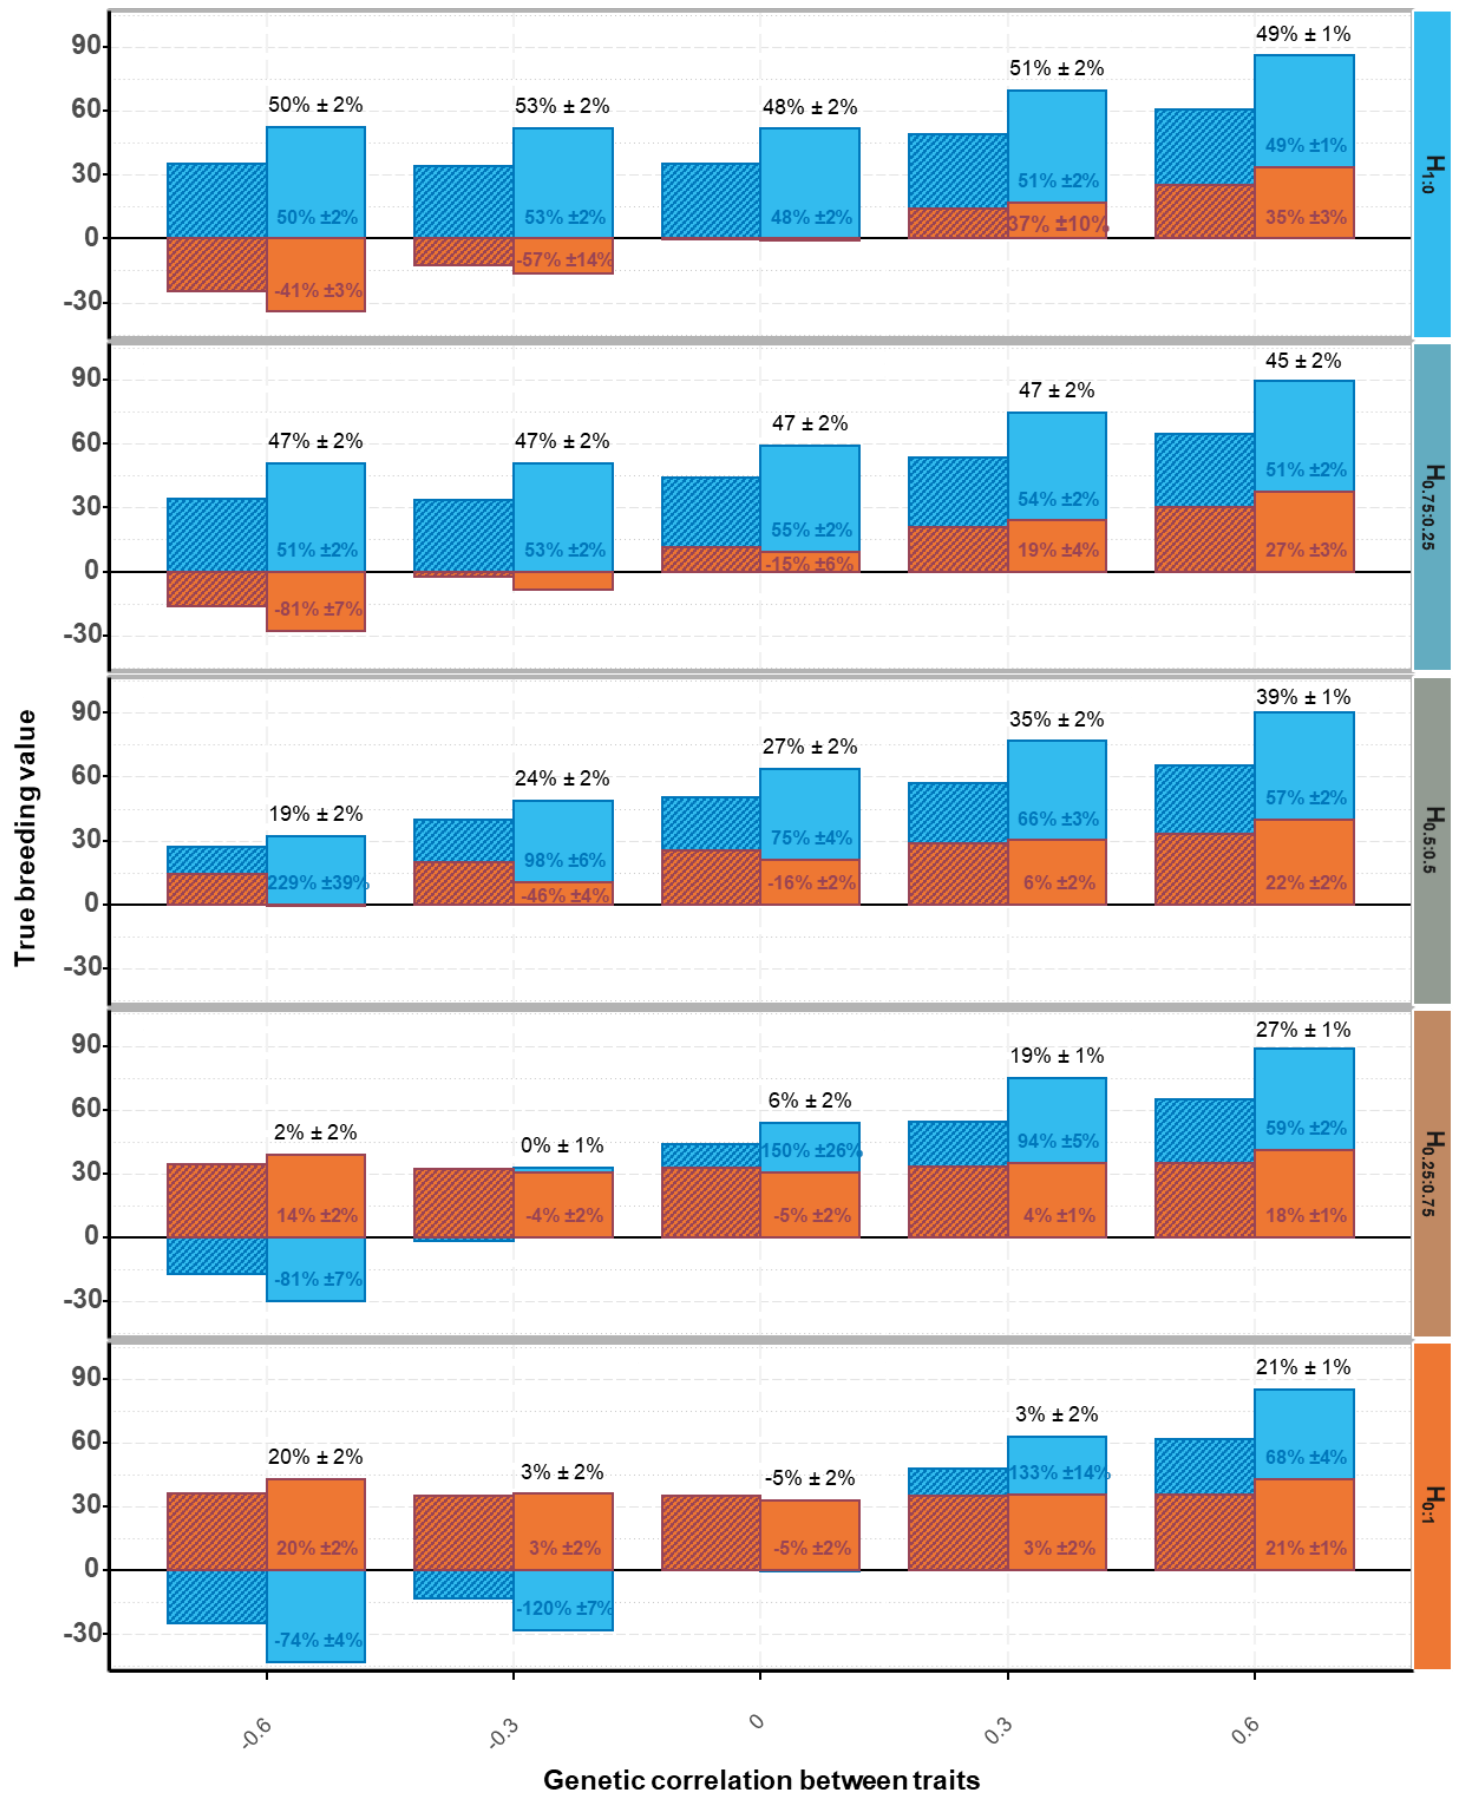 True breeding value
90
60
30
0
-30
50% ± 2%
53% ± 2%
48% ± 2%
51% ± 2%
49% ± 1%
50% ±2%
53% ±2%
48% ±2%
51% ±2%
49% ±1%
-41% ±3%
-57% ±14%
37% ±10%
35% ±3%
H1:0
90
60
30
0
-30
47% ± 2%
47% ± 2%
47 ± 2%
47 ± 2%
45 ± 2%
51% ±2%
53% ±2%
55% ±2%
54% ±2%
51% ±2%
-81% ±7%
-15% ±6%
19% ±4%
27% ±3%
H0.75:0.25
90
60
30
0
-30
19% ± 2%
24% ± 2%
27% ± 2%
35% ± 2%
39% ± 1%
229% ±39%
98% ±6%
75% ±4%
66% ±3%
57% ±2%
-46% ±4%
-16% ±2%
6% ±2%
22% ±2%
H0.5:0.5
90
60
30
0
-30
2% ± 2%
0% ± 1%
6% ± 2%
19% ± 1%
27% ± 1%
150% ±26%
94% ±5%
59% ±2%
14% ±2%
-4% ±2%
-5% ±2%
4% ±1%
18% ±1%
-81% ±7%
H0.25:0.75
90
60
30
0
-30
20% ± 2%
3% ± 2%
-5% ± 2%
3% ± 2%
21% ± 1%
133% ±14%
68% ±4%
20% ±2%
3% ±2%
-5% ±2%
3% ±2%
21% ±1%
-74% ±4%
-120% ±7%
H0:1
-0.6
-0.3
0
0.3
0.6
Genetic correlation between traits